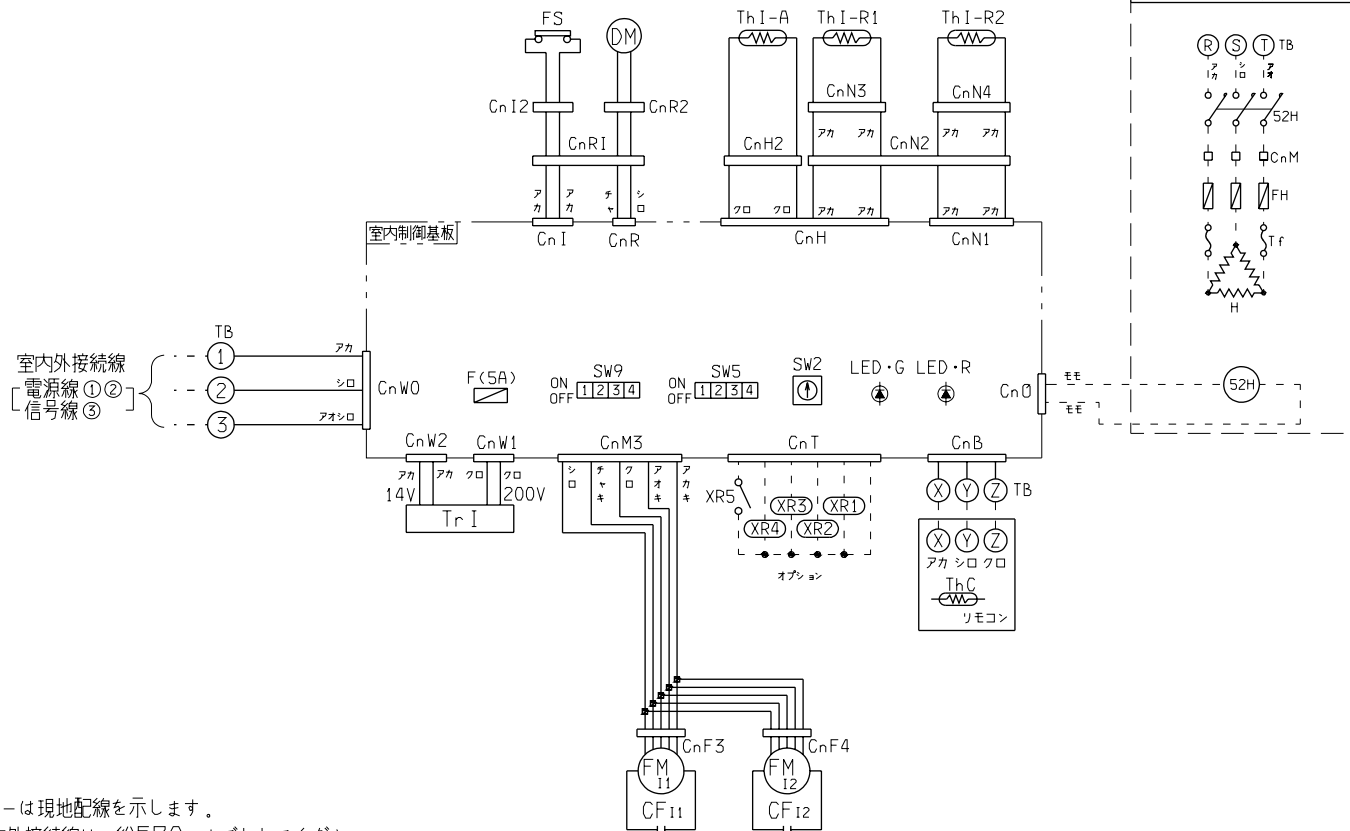 FS
DM
ThI-A
ThI-R1
ThI-R2
R S T TB
アカ シロ アオ
52H
CnM
FH
Tf
H
CnI2
CnR2
CnN3
CnN4
CnRI
CnH2
CnN2
アカ アカ アカ アカ
アカ アカ チャ シロ
クロ クロ アカ アカ アカ アカ
CnI
CnR
CnH
CnN1
室内制御基板
TB
室内外接続線
電源線①②
信号線③
① アカ
② シロ
③ アオシロ
CnW0
F(5A)
ON
OFF
SW9
1 2 3 4
ON
OFF
SW5
1 2 3 4
SW2
LED・G LED・R
CnO
モモ
モモ
52H
CnW2
CnW1
CnM3
CnT
CnB
アカ アカ クロ クロ
14V
200V
TrI
シロ チャキ クロ アオキ アカキ
XR5
XR4
XR3
XR2
XR1
オプション
X Y Z TB
X Y Z
アカ シロ クロ
ThC
リモコン
CnF3
CnF4
FM I1
FM I2
CF I1
CF I2
ーは現地配線を示します。